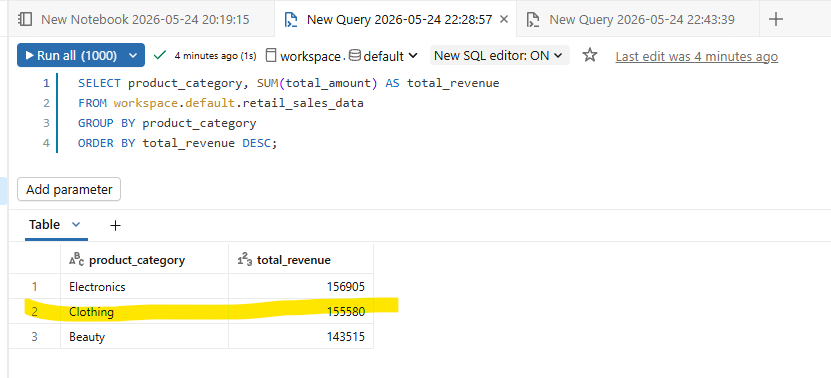 New Notebook 2026-05-24 20:19:15 New Query 2026-05-24 22:28:57 New Query 2026-05-24 22:43:39
Run all (1000) 4 minutes ago (1s) workspace. default New SQL editor: ON Last edit was 4 minutes ago
1 SELECT product_category, SUM(total_amount) AS total_revenue
2 FROM workspace.default.retail_sales_data
3 GROUP BY product_category
4 ORDER BY total_revenue DESC;
Add parameter
Table
ABC product_category 123 total_revenue
1 Electronics 156905
2 Clothing 155580
3 Beauty 143515